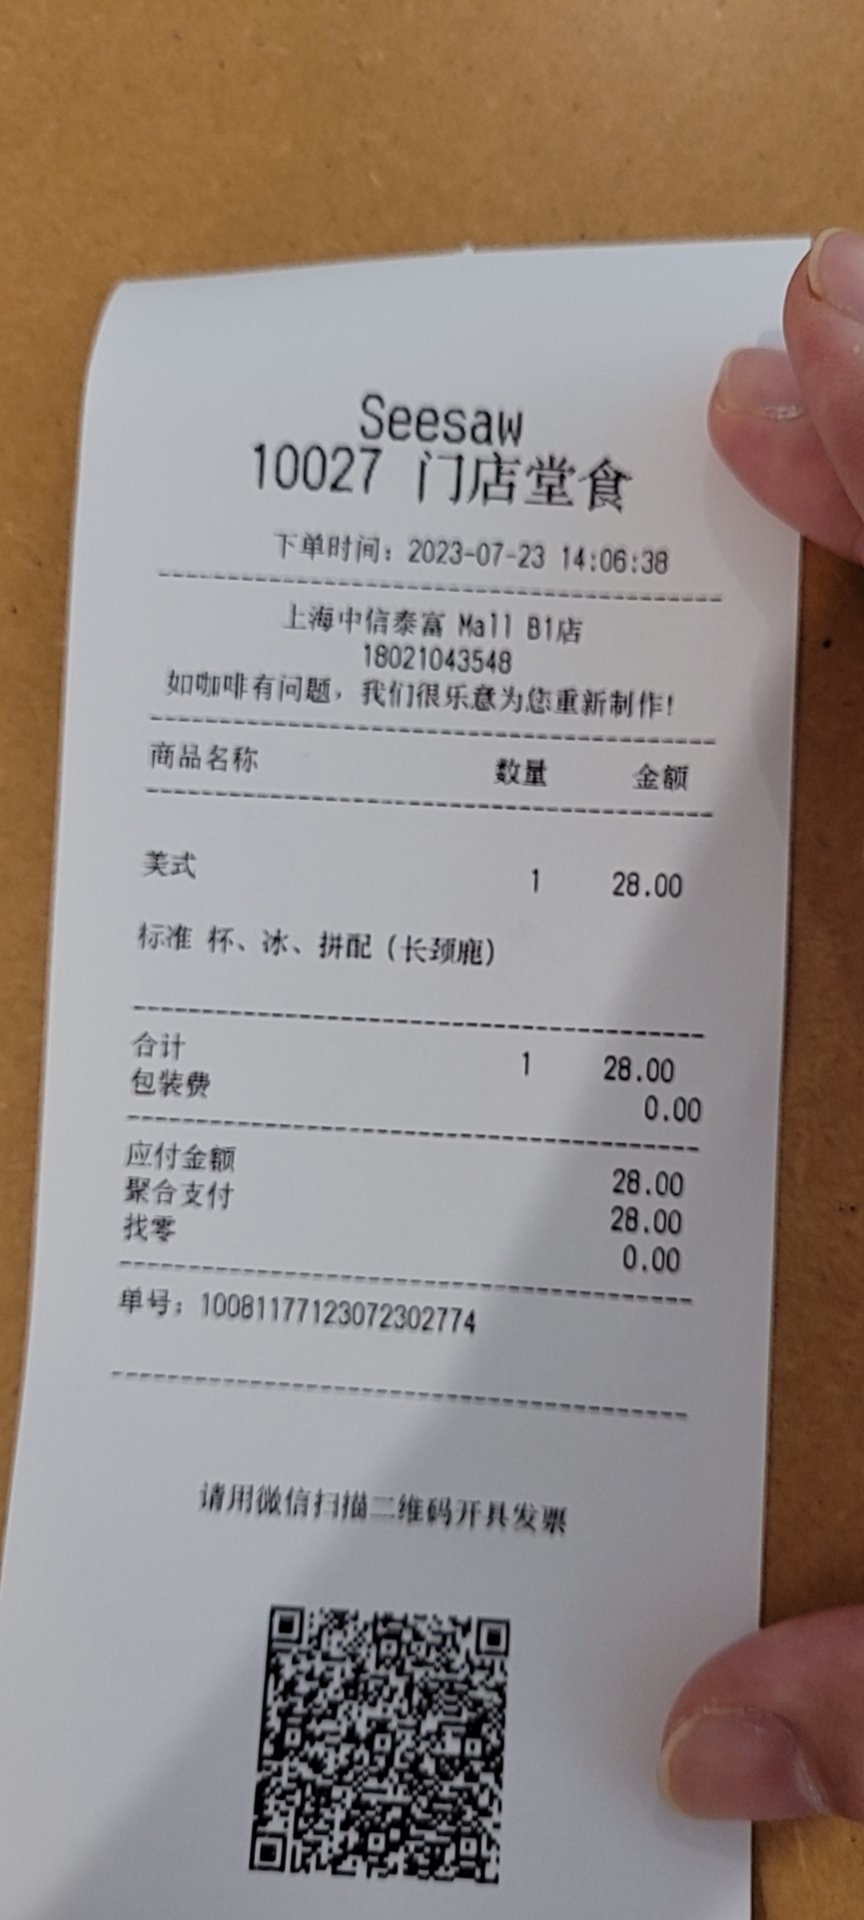 Seesaw
10027 门店堂食
下单时间：2023-07-23 14:06:38
上海中信泰富 Mall B1店
18021043548
如咖啡有问题，我们很乐意为您重新制作！
商品名称 数量 金额
美式 1 28.00
标准 杯、冰、拼配（长颈鹿）
合计 1 28.00
包装费 0.00
应付金额 28.00
聚合支付 28.00
找零 0.00
单号：10081177123072302774
请用微信扫描二维码开具发票